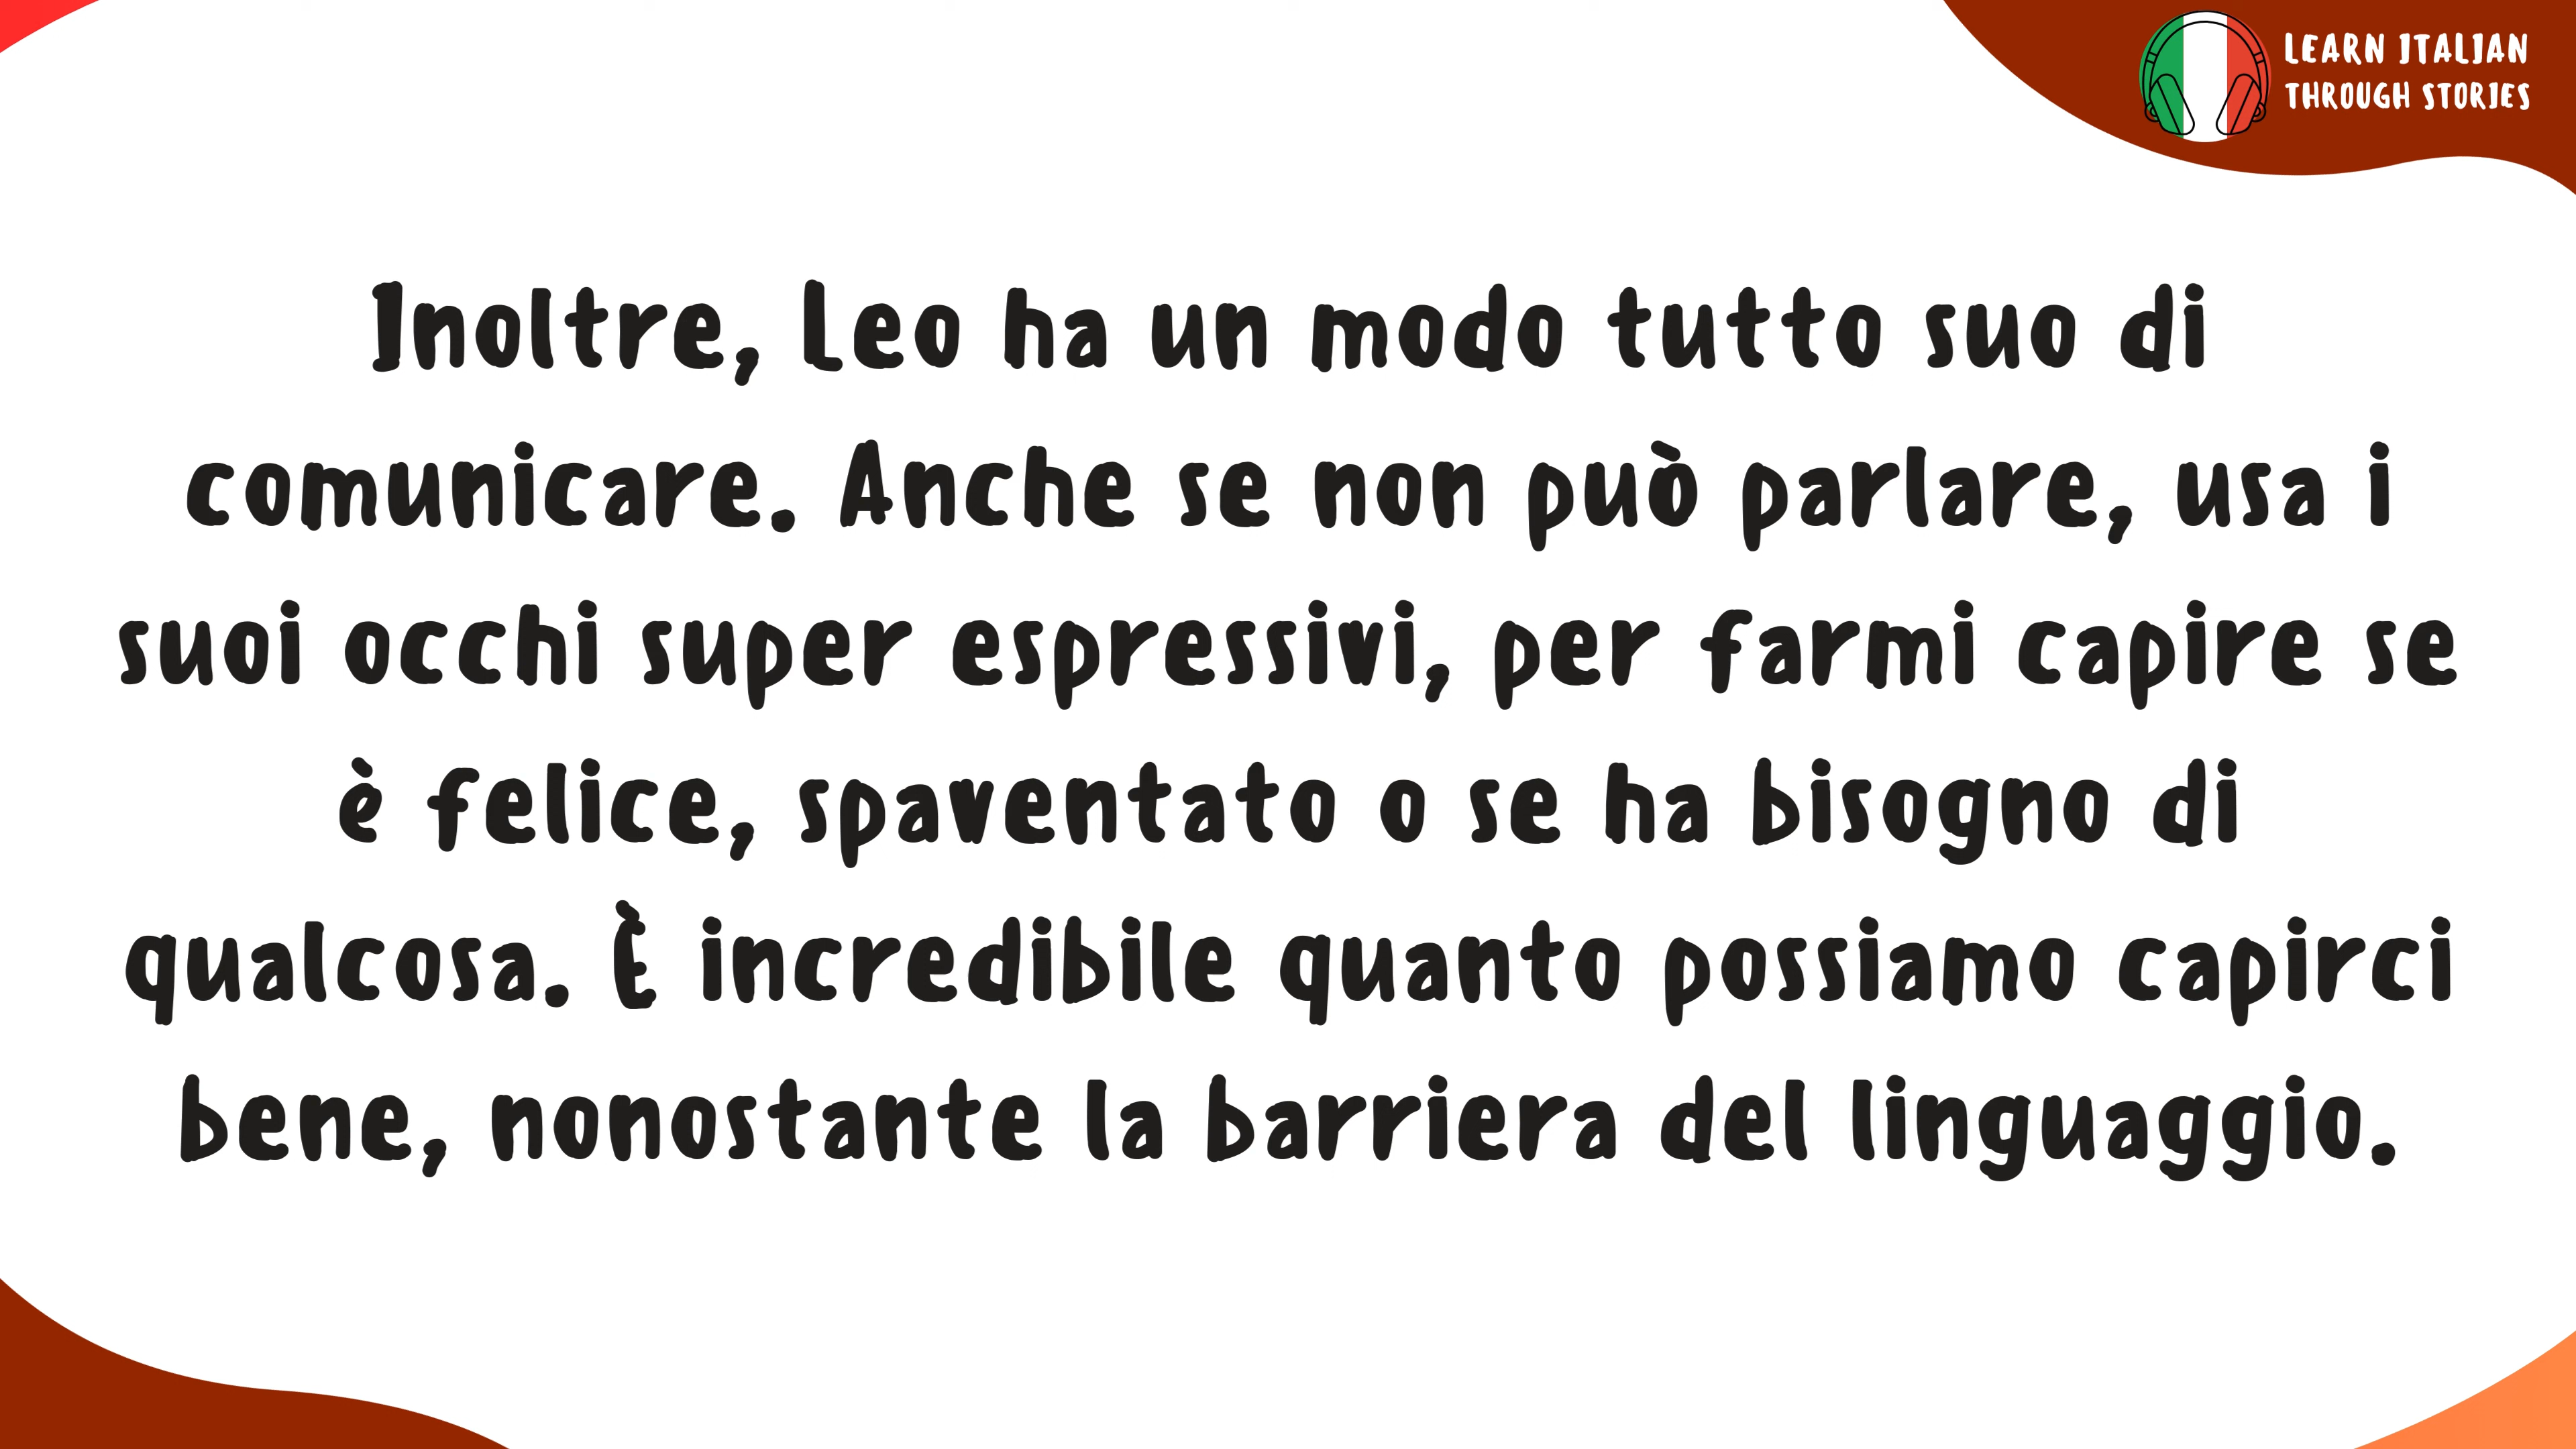 LEARN ITALIAN
THROUGH STORIES
Inoltre, Leo ha un modo tutto suo di
comunicare. Anche se non può parlare, usa i
suoi occhi super espressivi, per farmi capire se
è felice, spaventato o se ha bisogno di
qualcosa. È incredibile quanto possiamo capirci
bene, nonostante la barriera del linguaggio.